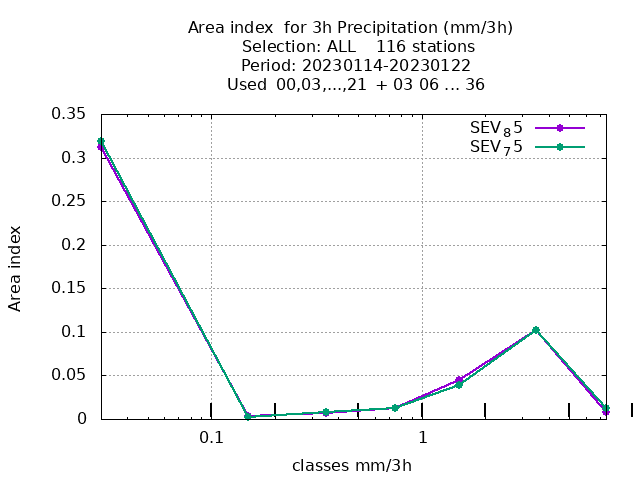 Area index  for 3h Precipitation (mm/3h)
Selection: ALL    116 stations
Period: 20230114-20230122
Used  00,03,...,21  + 03 06 ... 36
SEV₈5
SEV₇5
0.35
0.3
0.25
0.2
0.15
0.1
0.05
0
Area index
0.1
1
classes mm/3h